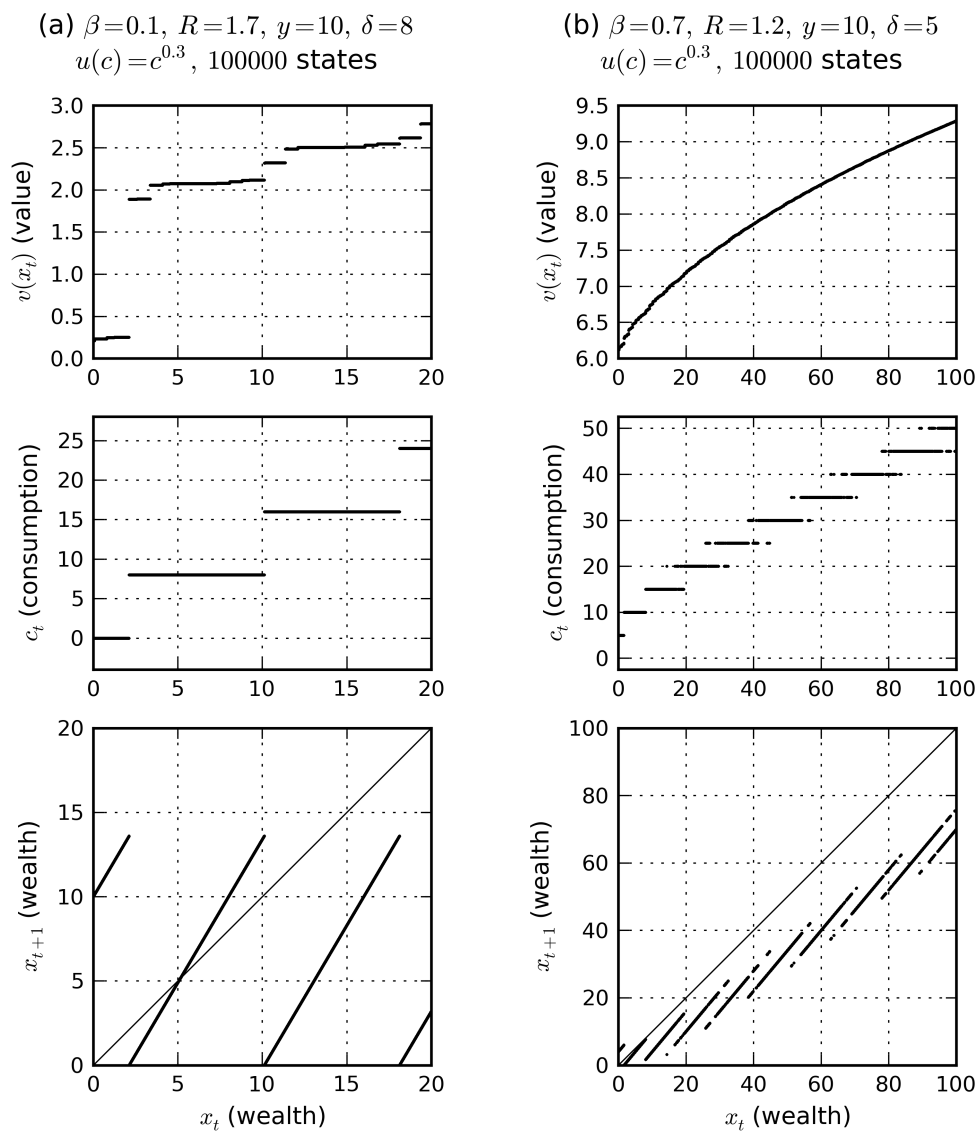 (a) β=0.1, R=1.7, y=10, δ=8
u(c)=c^0.3, 100000 states
3.0
2.5
2.0
1.5
1.0
0.5
0.0
v(x_t) (value)
0 5 10 15 20
25
20
15
10
5
0
c_t (consumption)
0 5 10 15 20
20
15
10
5
0
x_{t+1} (wealth)
0 5 10 15 20
x_t (wealth)
(b) β=0.7, R=1.2, y=10, δ=5
u(c)=c^0.3, 100000 states
9.5
9.0
8.5
8.0
7.5
7.0
6.5
6.0
v(x_t) (value)
0 20 40 60 80 100
50
40
30
20
10
0
c_t (consumption)
0 20 40 60 80 100
100
80
60
40
20
0
x_{t+1} (wealth)
0 20 40 60 80 100
x_t (wealth)